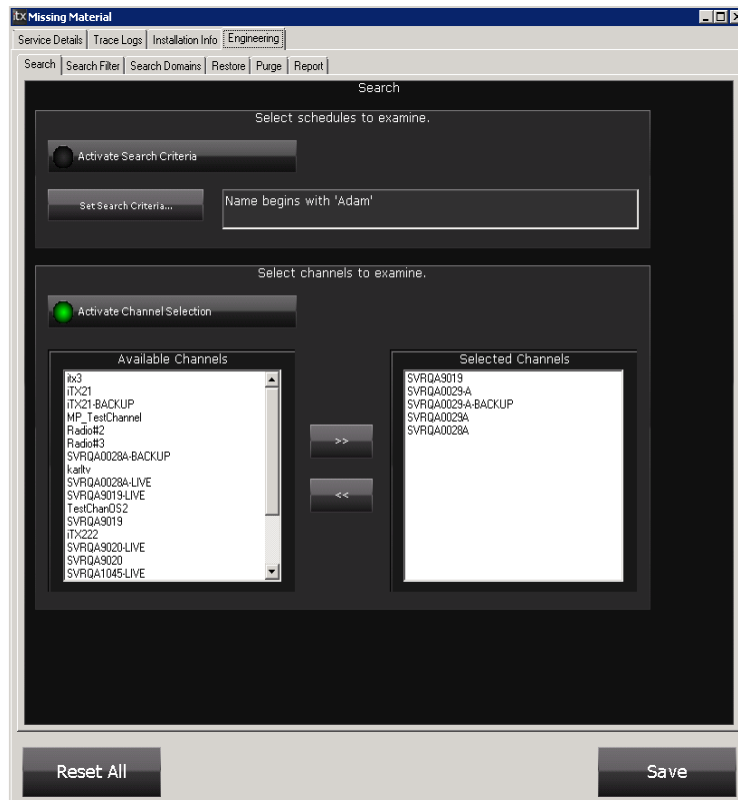 itx Missing Material
Service Details Trace Logs Installation Info Engineering
Search Search Filter Search Domains Restore Purge Report
Search
Select schedules to examine.
Activate Search Criteria
Set Search Criteria...
Name begins with 'Adam'
Select channels to examine.
Activate Channel Selection
Available Channels
itx3
iTX21
iTX21-BACKUP
MP_TestChannel
Radio#2
Radio#3
SVRQA0028A-BACKUP
karltv
SVRQA0028A-LIVE
SVRQA9019-LIVE
TestChanOS2
SVRQA9019
iTX222
SVRQA9020-LIVE
SVRQA9020
SVRQA1045-LIVE
>>
<<
Selected Channels
SVRQA9019
SVRQA0029-A
SVRQA0029-A-BACKUP
SVRQA0029A
SVRQA0028A
Reset All
Save